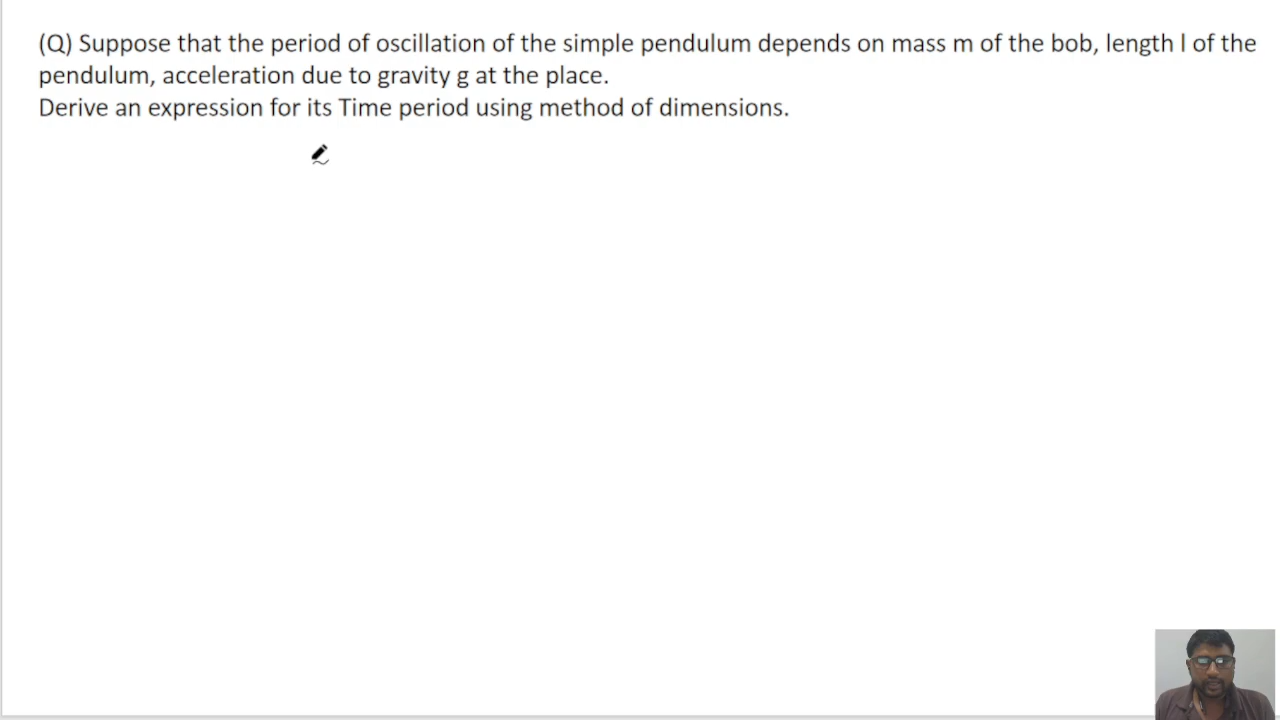 (Q) Suppose that the period of oscillation of the simple pendulum depends on mass m of the bob, length l of the
pendulum, acceleration due to gravity g at the place.
Derive an expression for its Time period using method of dimensions.